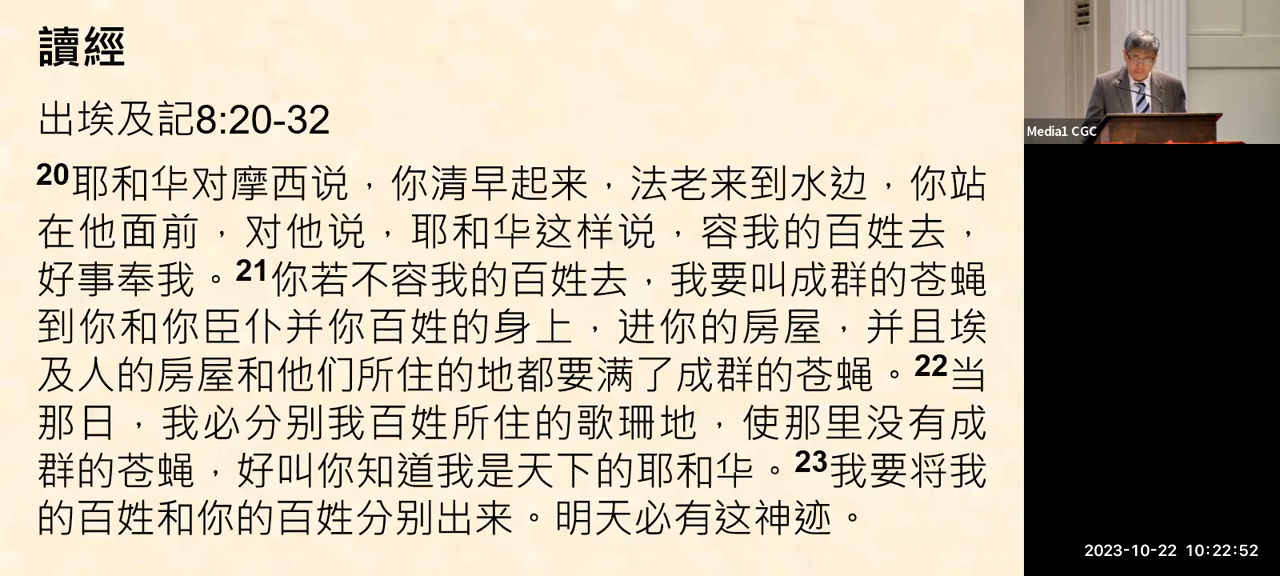 讀經
出埃及記8:20-32
20耶和华对摩西说，你清早起来，法老来到水边，你站
在他面前，对他说，耶和华这样说，容我的百姓去，
好事奉我。21你若不容我的百姓去，我要叫成群的苍蝇
到你和你臣仆并你百姓的身上，进你的房屋，并且埃
及人的房屋和他们所住的地都要满了成群的苍蝇。22当
那日，我必分别我百姓所住的歌珊地，使那里没有成
群的苍蝇，好叫你知道我是天下的耶和华。23我要将我
的百姓和你的百姓分别出来。明天必有这神迹。
Media1 CGC
2023-10-22 10:22:52